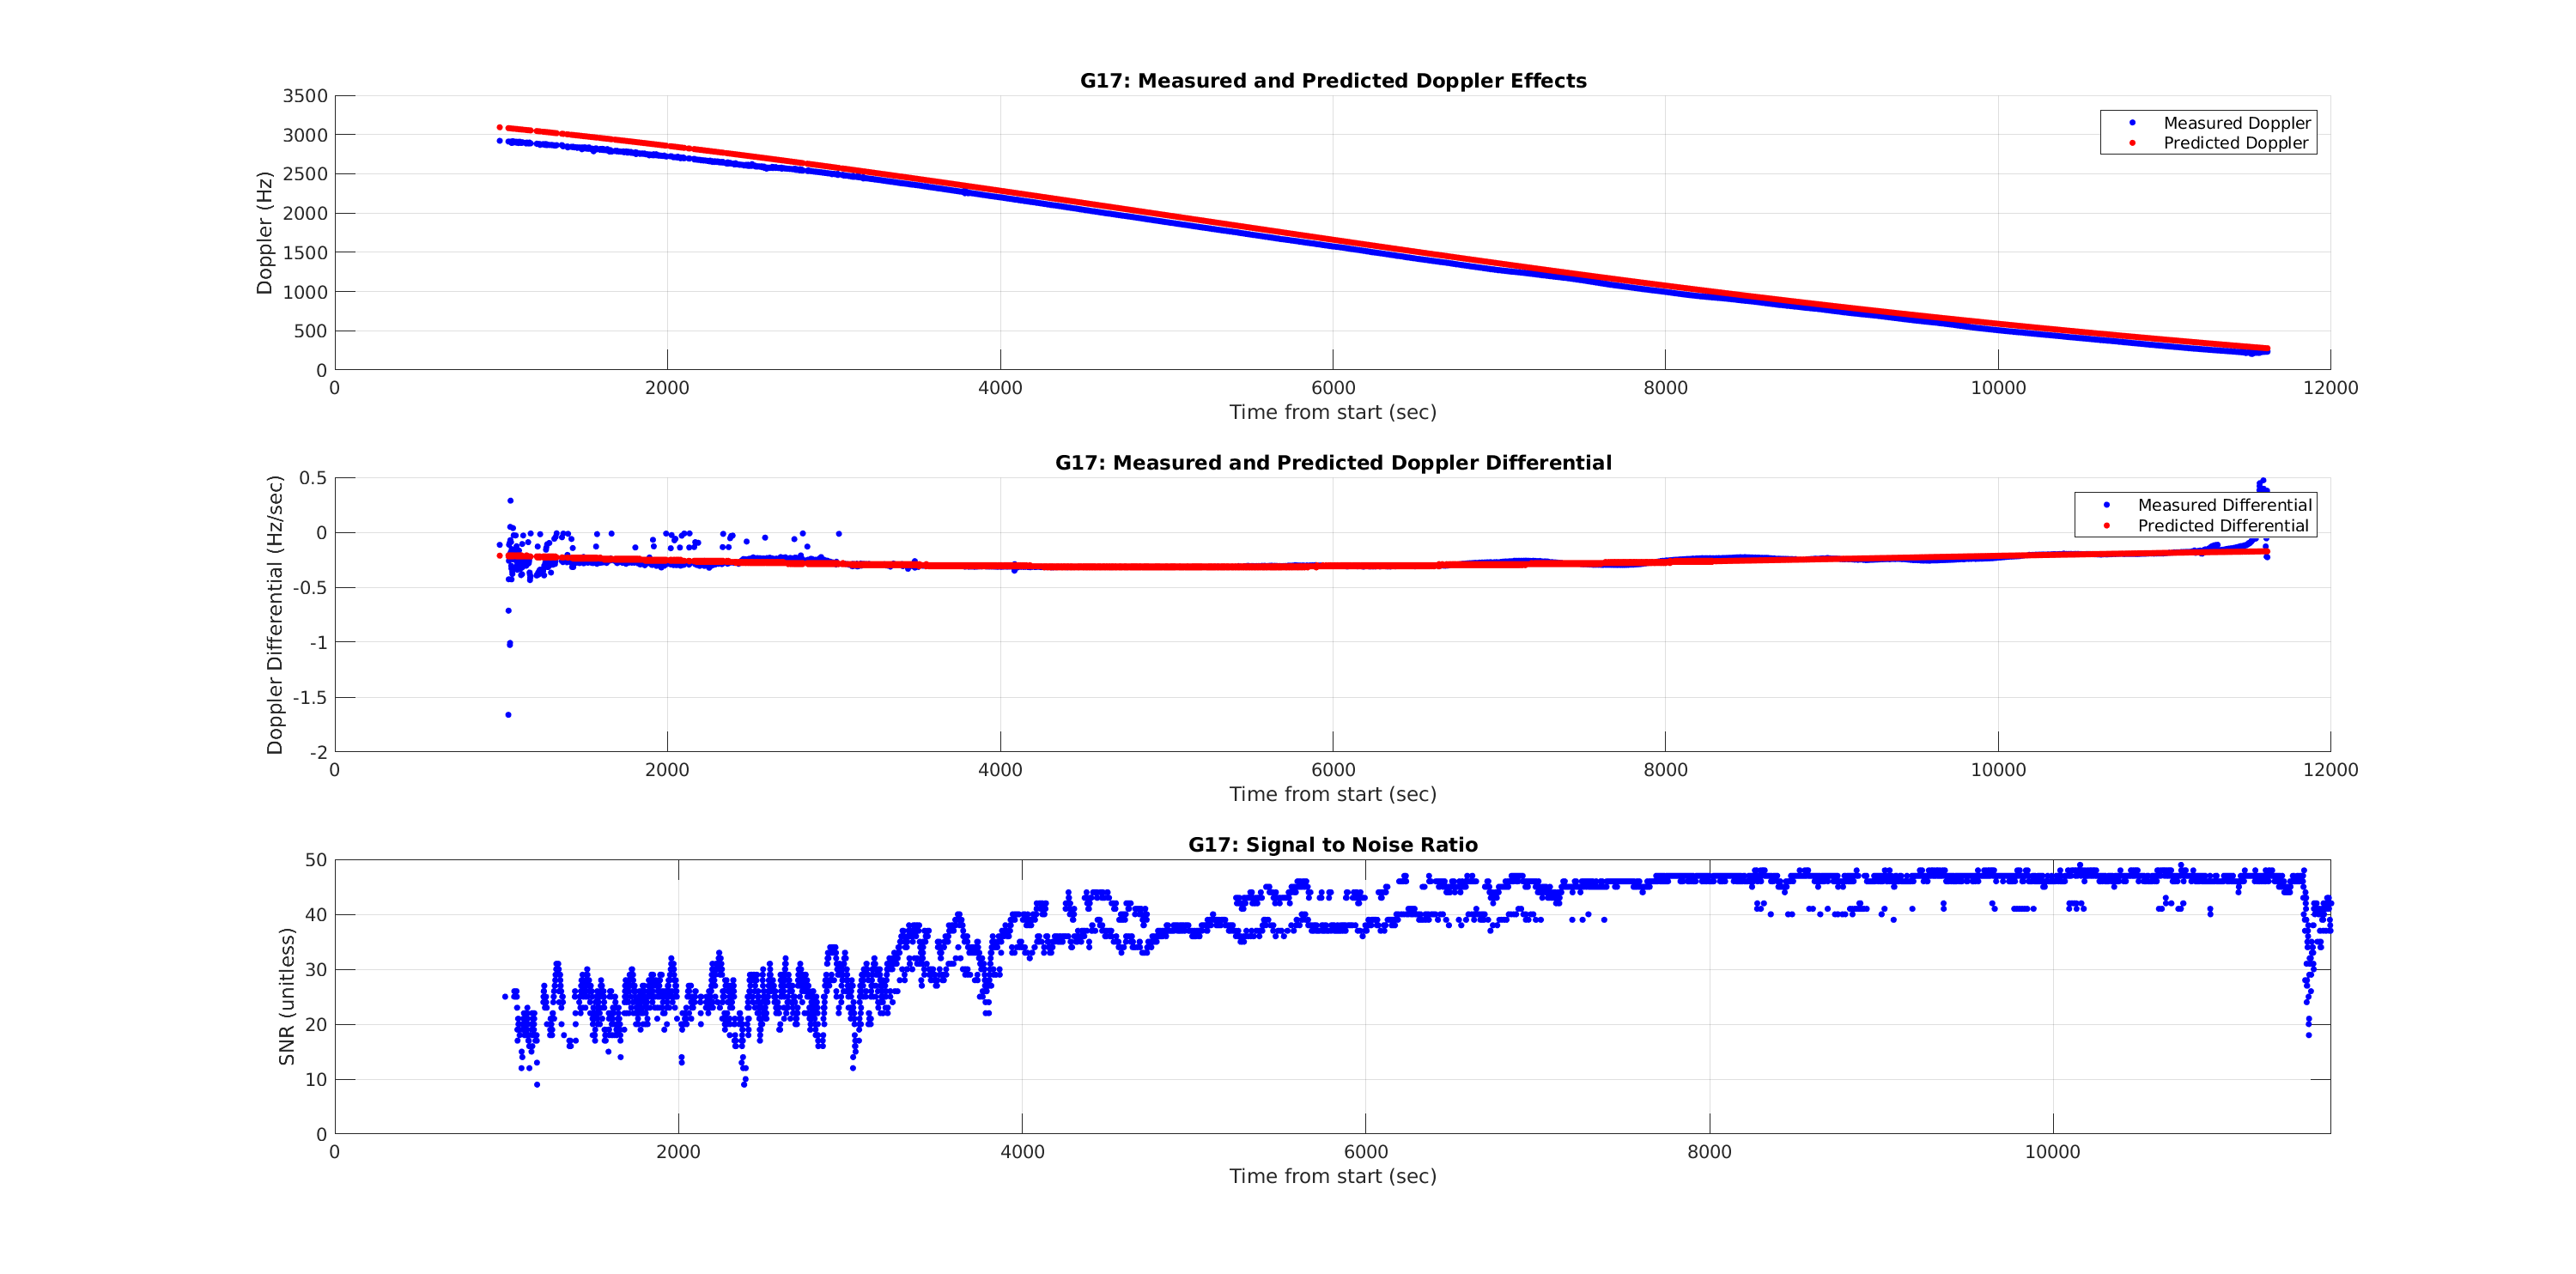 G17: Measured and Predicted Doppler Effects
3500
3000
2500
2000
1500
1000
500
0
Doppler (Hz)
Measured Doppler
Predicted Doppler
0 2000 4000 6000 8000 10000 12000
Time from start (sec)
G17: Measured and Predicted Doppler Differential
0.5
0
-0.5
-1
-1.5
-2
Doppler Differential (Hz/sec)
Measured Differential
Predicted Differential
0 2000 4000 6000 8000 10000 12000
Time from start (sec)
G17: Signal to Noise Ratio
50
40
30
20
10
0
SNR (unitless)
0 2000 4000 6000 8000 10000
Time from start (sec)